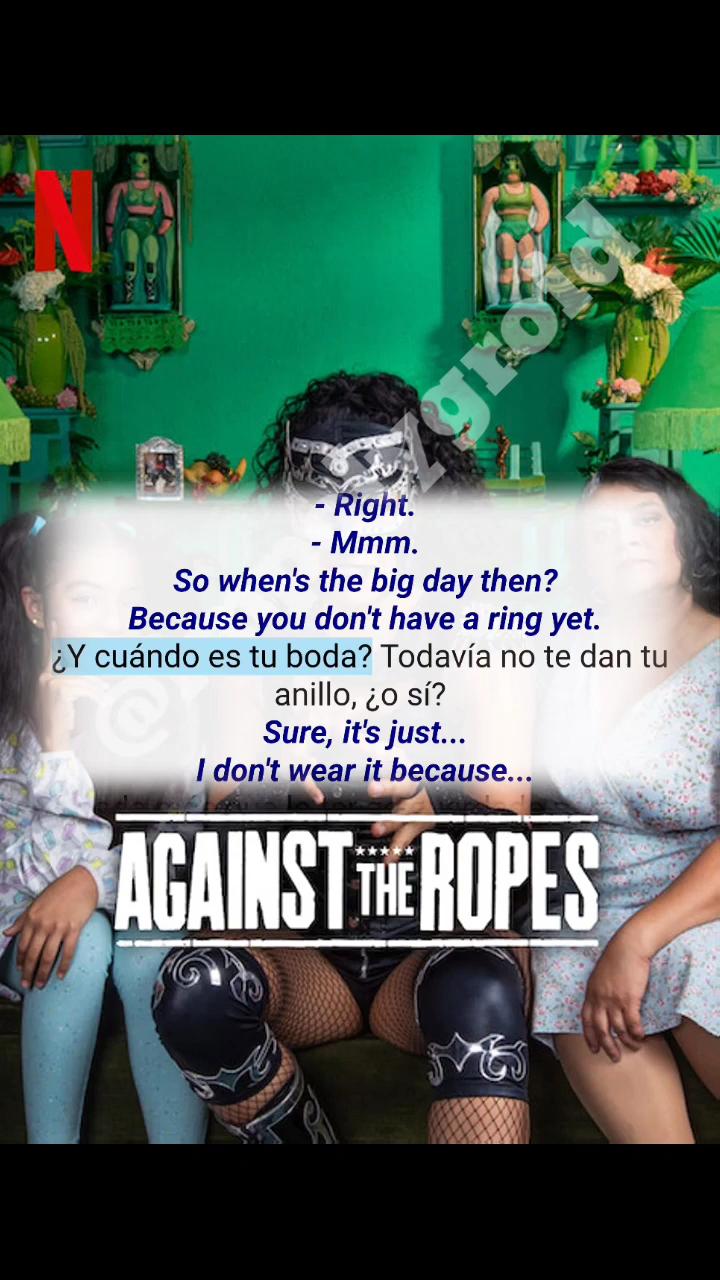 N
- Right.
- Mmm.
So when's the big day then?
Because you don't have a ring yet.
¿Y cuándo es tu boda? Todavía no te dan tu
anillo, ¿o sí?
Sure, it's just...
I don't wear it because...
AGAINST THE ROPES